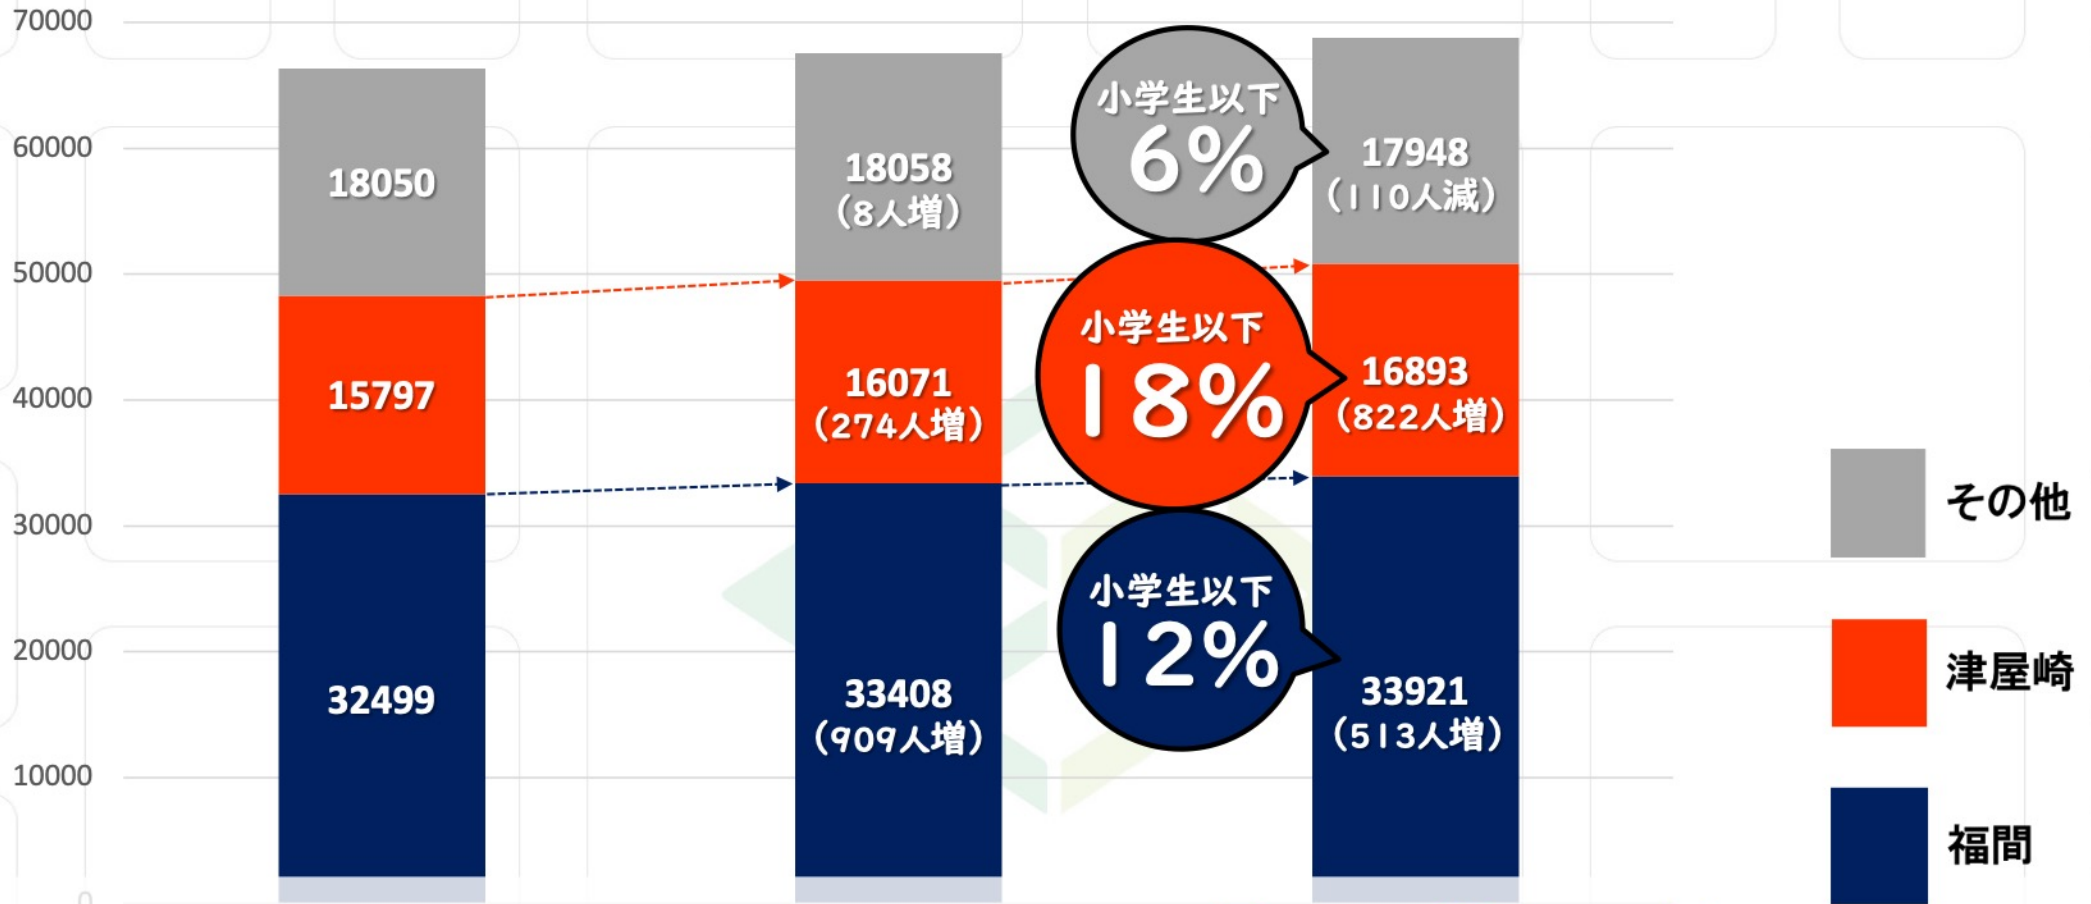 70000
60000
50000
40000
30000
20000
10000
0
18050
15797
32499
18058
(8人増)
16071
(274人増)
33408
(909人増)
小学生以下
6%
小学生以下
18%
小学生以下
12%
17948
(110人減)
16893
(822人増)
33921
(513人増)
その他
津屋崎
福間